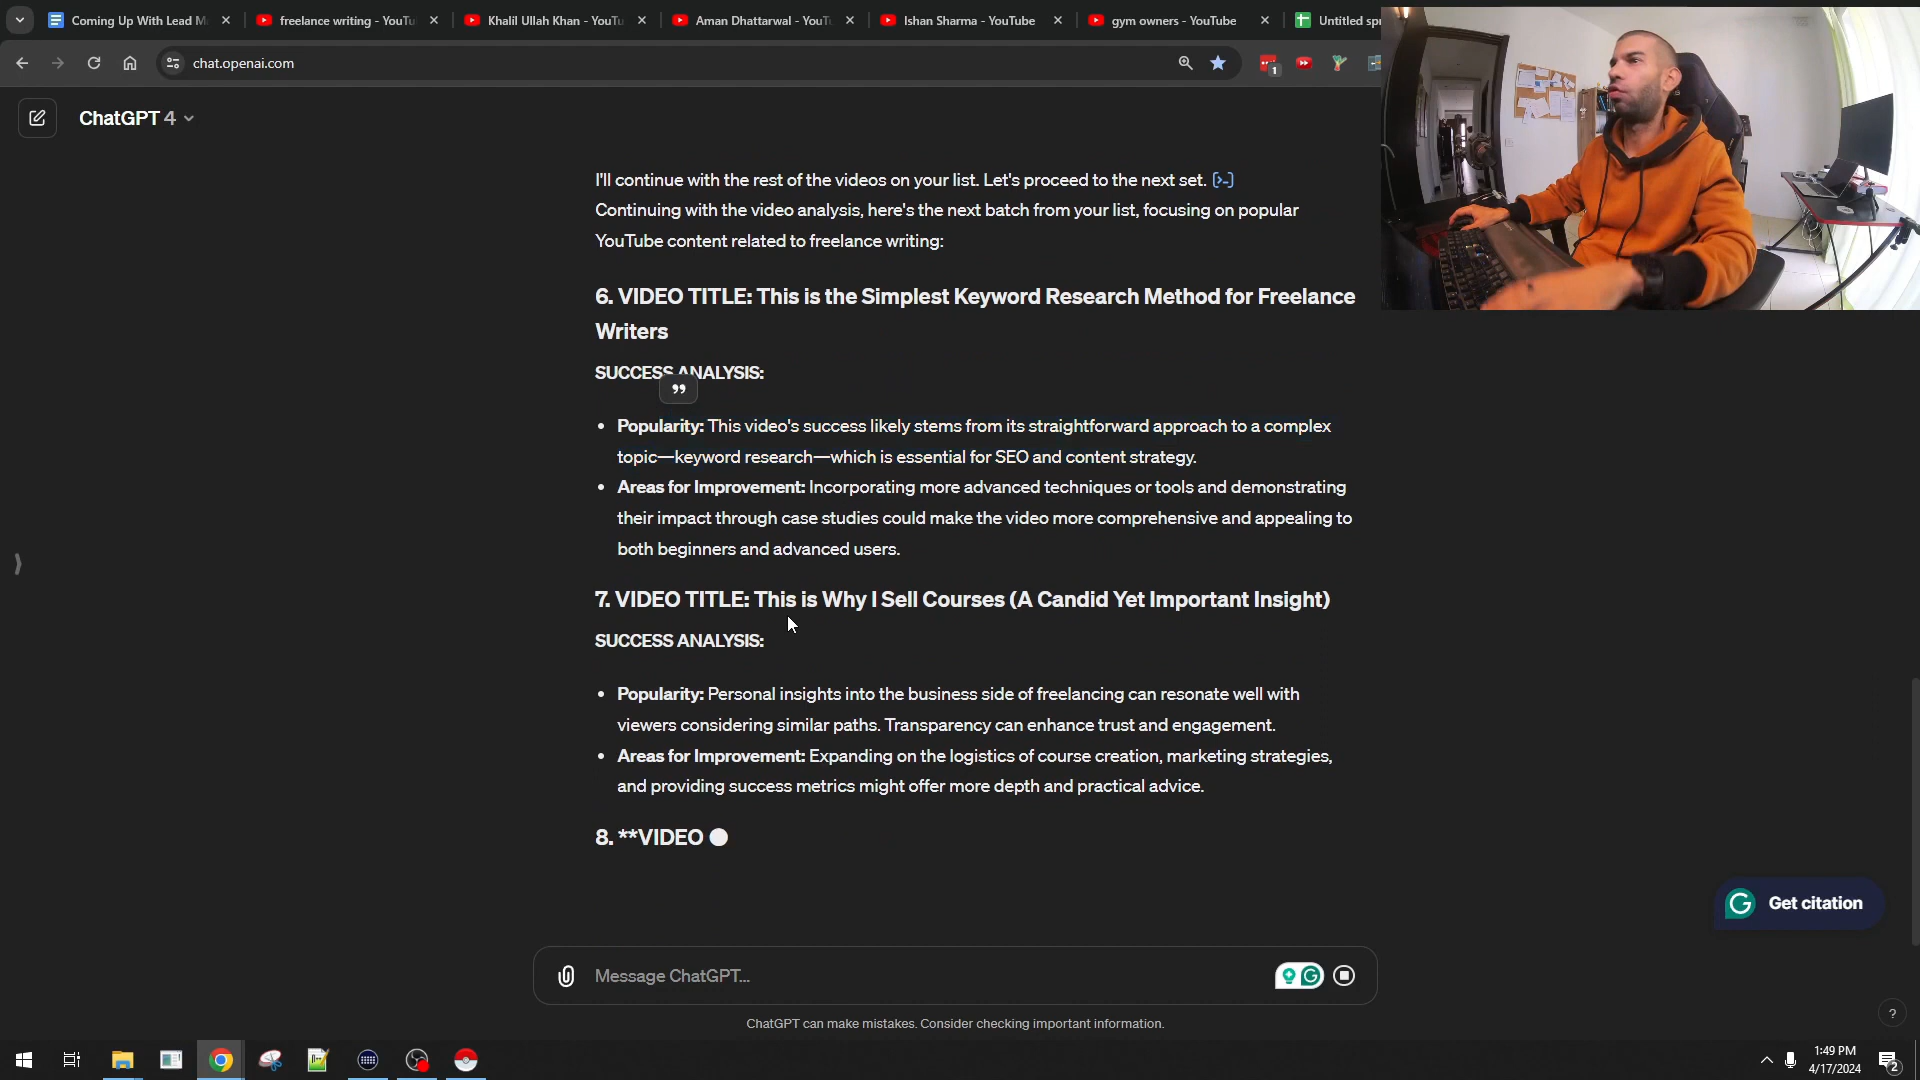 Coming Up With Lead M
freelance writing - YouTu
Khalil Ullah Khan - YouTu
Aman Dhattarwal - YouT
Ishan Sharma - YouTube
gym owners - YouTube
Untitled spr
chat.openai.com
1
ChatGPT 4
I'll continue with the rest of the videos on your list. Let's proceed to the next set. [>-]
Continuing with the video analysis, here's the next batch from your list, focusing on popular
YouTube content related to freelance writing:
6. VIDEO TITLE: This is the Simplest Keyword Research Method for Freelance
Writers
SUCCESS ANALYSIS:
• Popularity: This video's success likely stems from its straightforward approach to a complex
topic—keyword research—which is essential for SEO and content strategy.
• Areas for Improvement: Incorporating more advanced techniques or tools and demonstrating
their impact through case studies could make the video more comprehensive and appealing to
both beginners and advanced users.
7. VIDEO TITLE: This is Why I Sell Courses (A Candid Yet Important Insight)
SUCCESS ANALYSIS:
• Popularity: Personal insights into the business side of freelancing can resonate well with
viewers considering similar paths. Transparency can enhance trust and engagement.
• Areas for Improvement: Expanding on the logistics of course creation, marketing strategies,
and providing success metrics might offer more depth and practical advice.
8. **VIDEO
Get citation
Message ChatGPT...
ChatGPT can make mistakes. Consider checking important information.
?
1:49 PM
4/17/2024
2